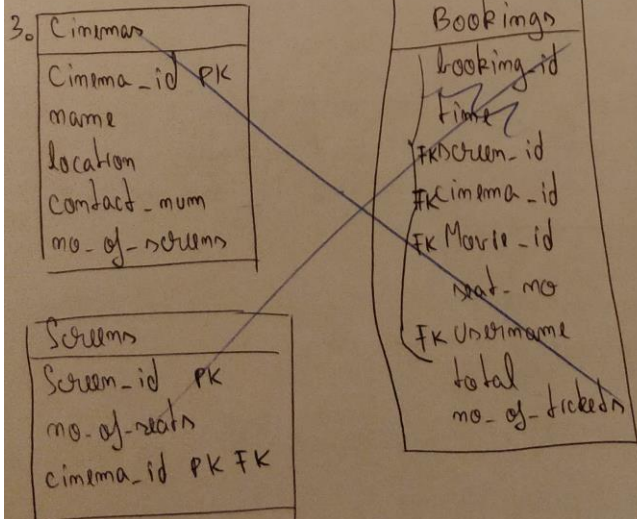 3.
Cinemas
Cinema_id PK
name
location
contact_num
no_of_screens
Screens
Screen_id PK
no_of_seats
cinema_id PK FK
Bookings
booking_id
time
FK screen_id
FK cinema_id
FK Movie_id
seat_no
FK Username
total
no_of_tickets